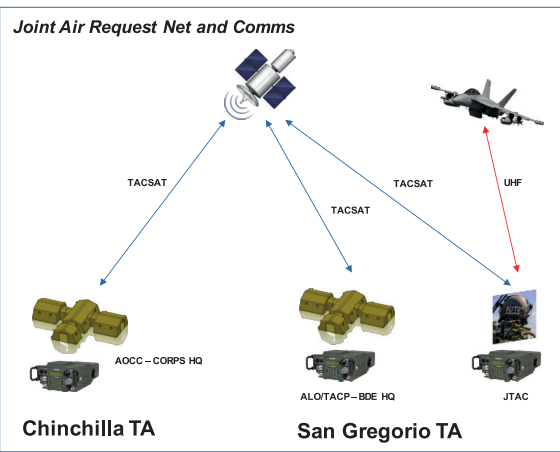 Joint Air Request Net and Comms
TACSAT
TACSAT
TACSAT
UHF
AOCC – CORPS HQ
ALO/TACP – BDE HQ
JTAC
Chinchilla TA
San Gregorio TA